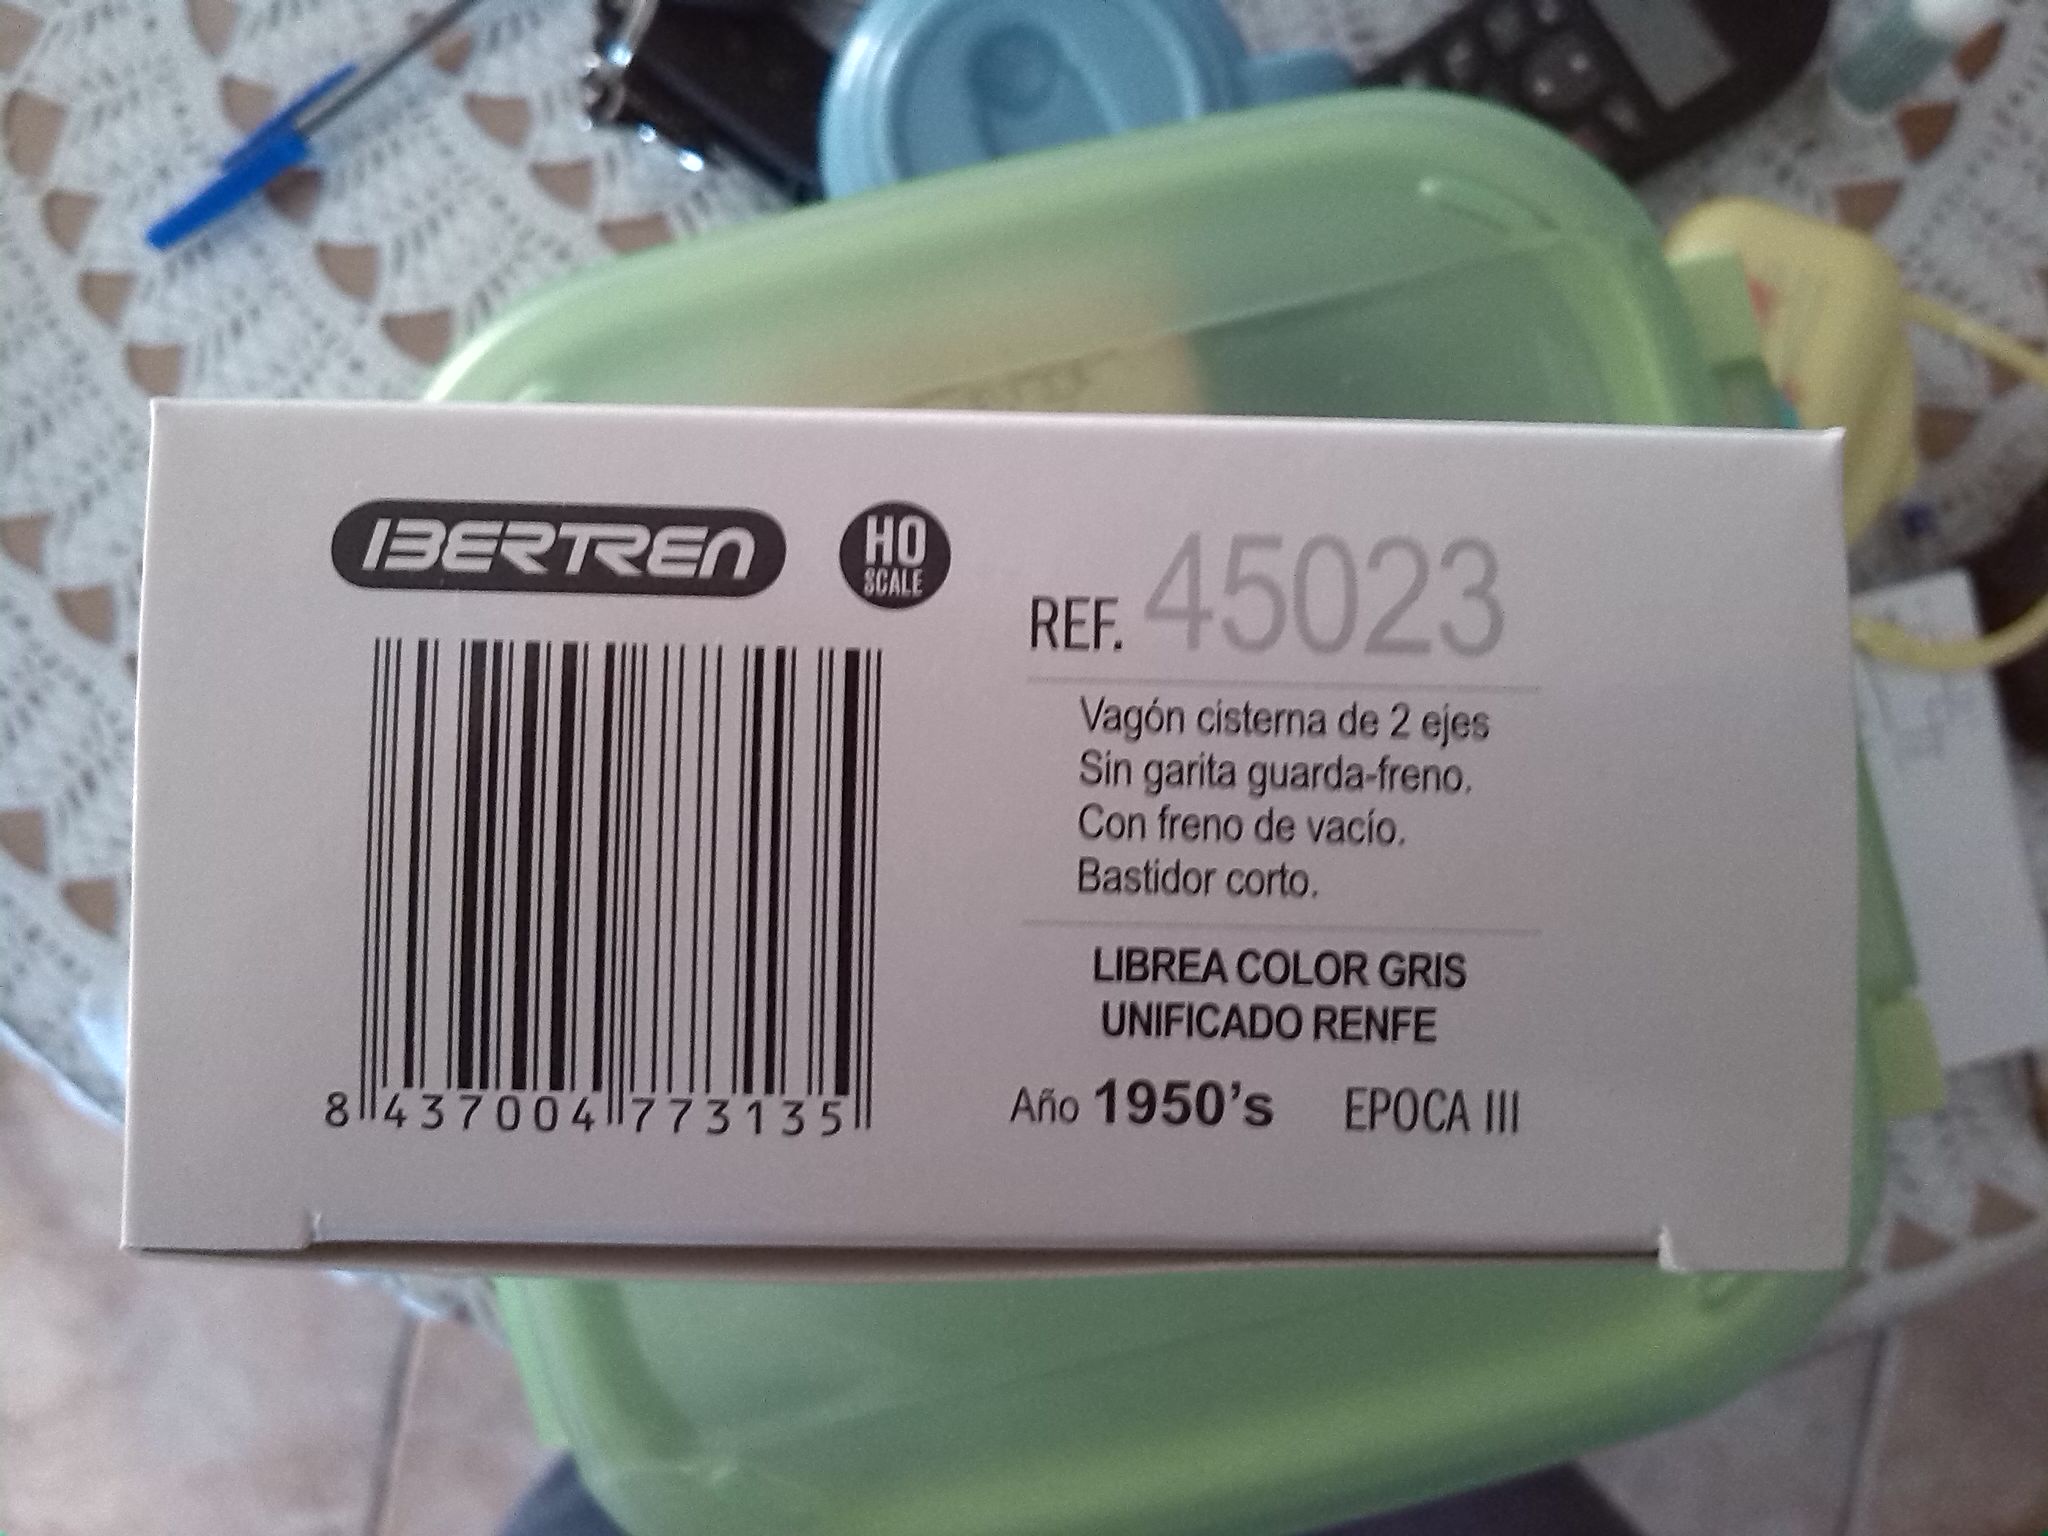 IBERTREN
HO
SCALE
REF. 45023
Vagón cisterna de 2 ejes
Sin garita guarda-freno.
Con freno de vacío.
Bastidor corto.
LIBREA COLOR GRIS
UNIFICADO RENFE
Año 1950's EPOCA III
8 437004 773135